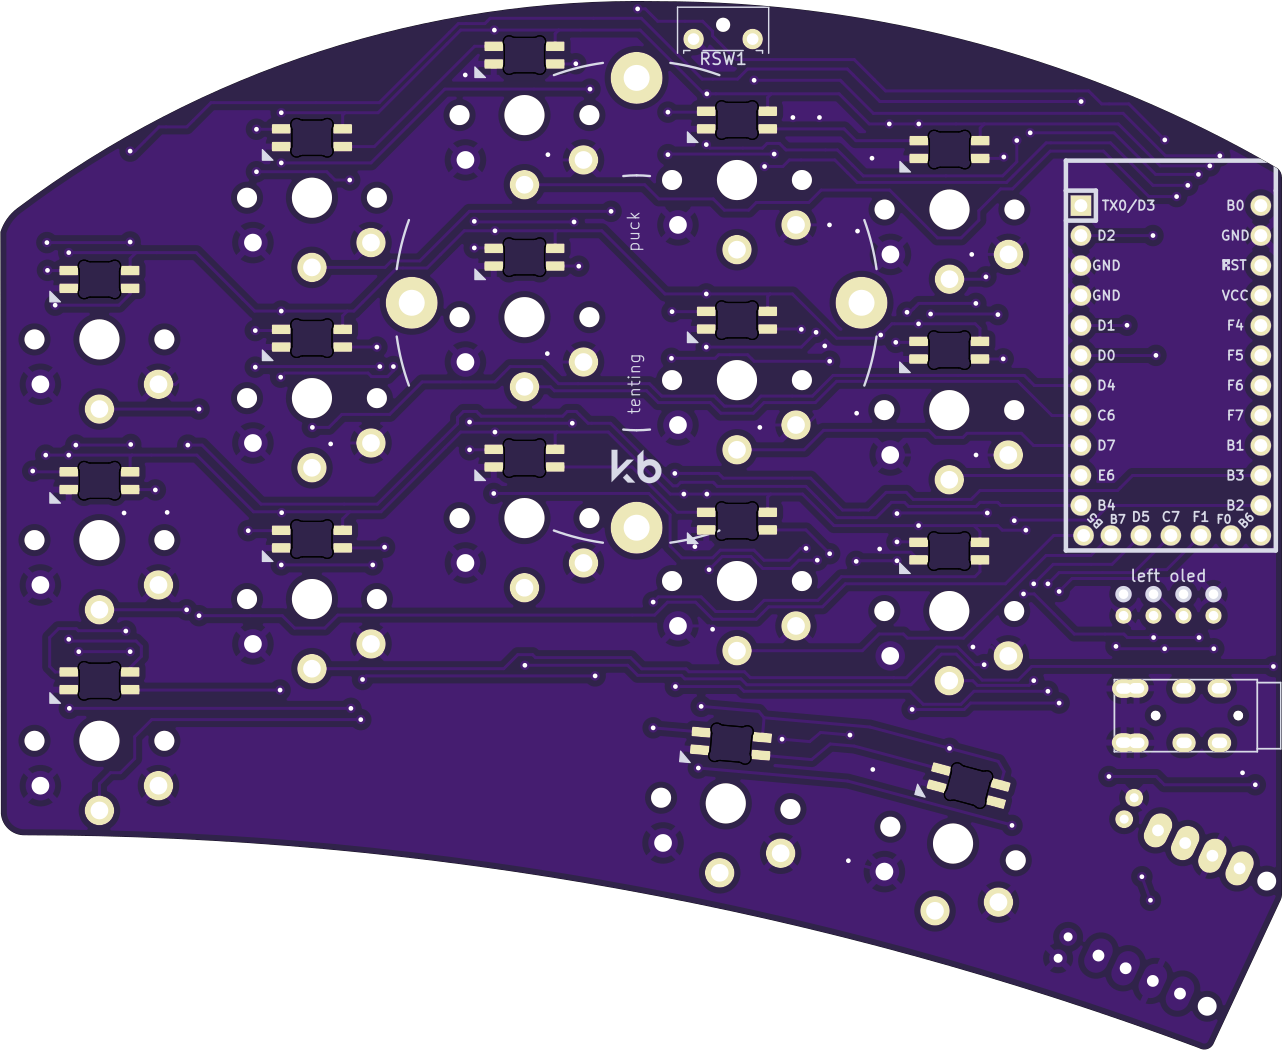 RSW1
puck
TX0/D3 B0
D2 GND
GND RST
GND VCC
D1 F4
D0 F5
tenting
D4 F6
C6 F7
D7 B1
kb
E6 B3
B4 B2
B5 B7 D5 C7 F1 F0 B6
left oled